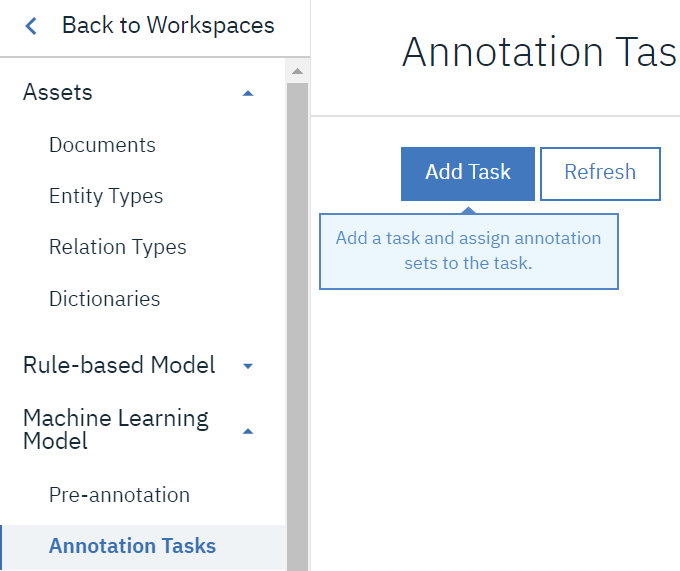 Back to Workspaces
Assets
Documents
Entity Types
Relation Types
Dictionaries
Rule-based Model
Machine Learning
Model
Pre-annotation
Annotation Tasks
Annotation Tas
Add Task
Refresh
Add a task and assign annotation
sets to the task.